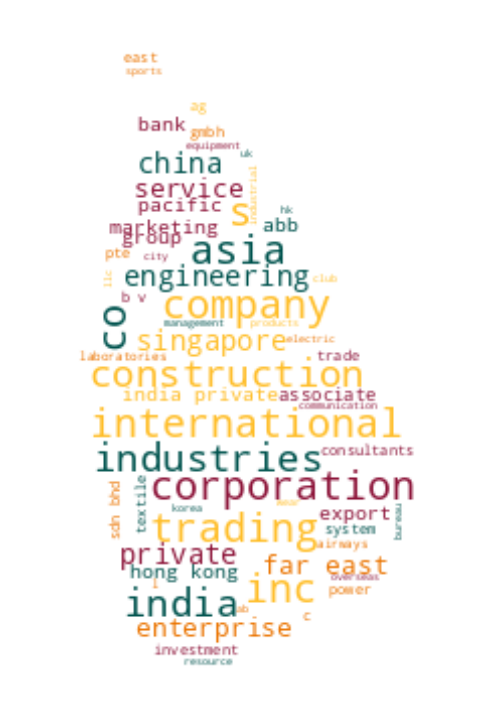 east
sports
ag
bank
gmbh
equipment
uk
china
industrial
service
pacific
s
hk
marketing
abb
group
asia
pte
city
engineering
llc
club
b v
company
co
management
products
singapore
electric
laboratories
trade
construction
india private
associate
communication
international
industries
consultants
corporation
sdn bhd
textile
korea
export
bureau
trading
system
airways
private
far east
hong kong
overseas
inc
power
india
ab
c
enterprise
investment
resource